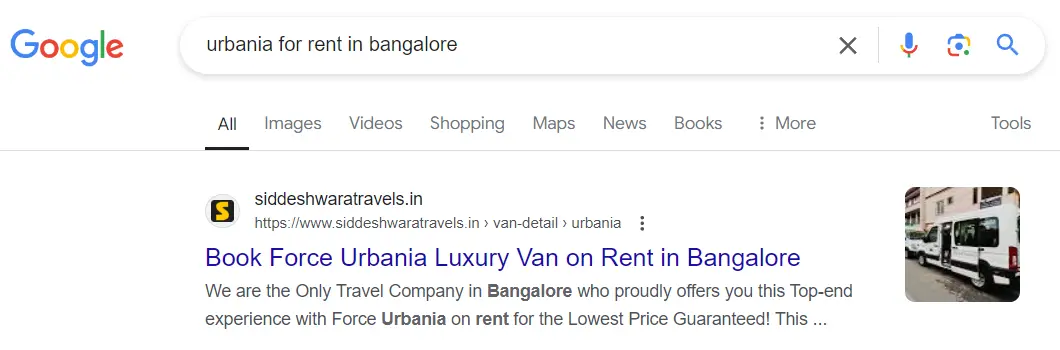 Google
urbania for rent in bangalore
All Images Videos Shopping Maps News Books More Tools
S
siddeshwaratravels.in
https://www.siddeshwaratravels.in › van-detail › urbania
Book Force Urbania Luxury Van on Rent in Bangalore
We are the Only Travel Company in Bangalore who proudly offers you this Top-end
experience with Force Urbania on rent for the Lowest Price Guaranteed! This ...